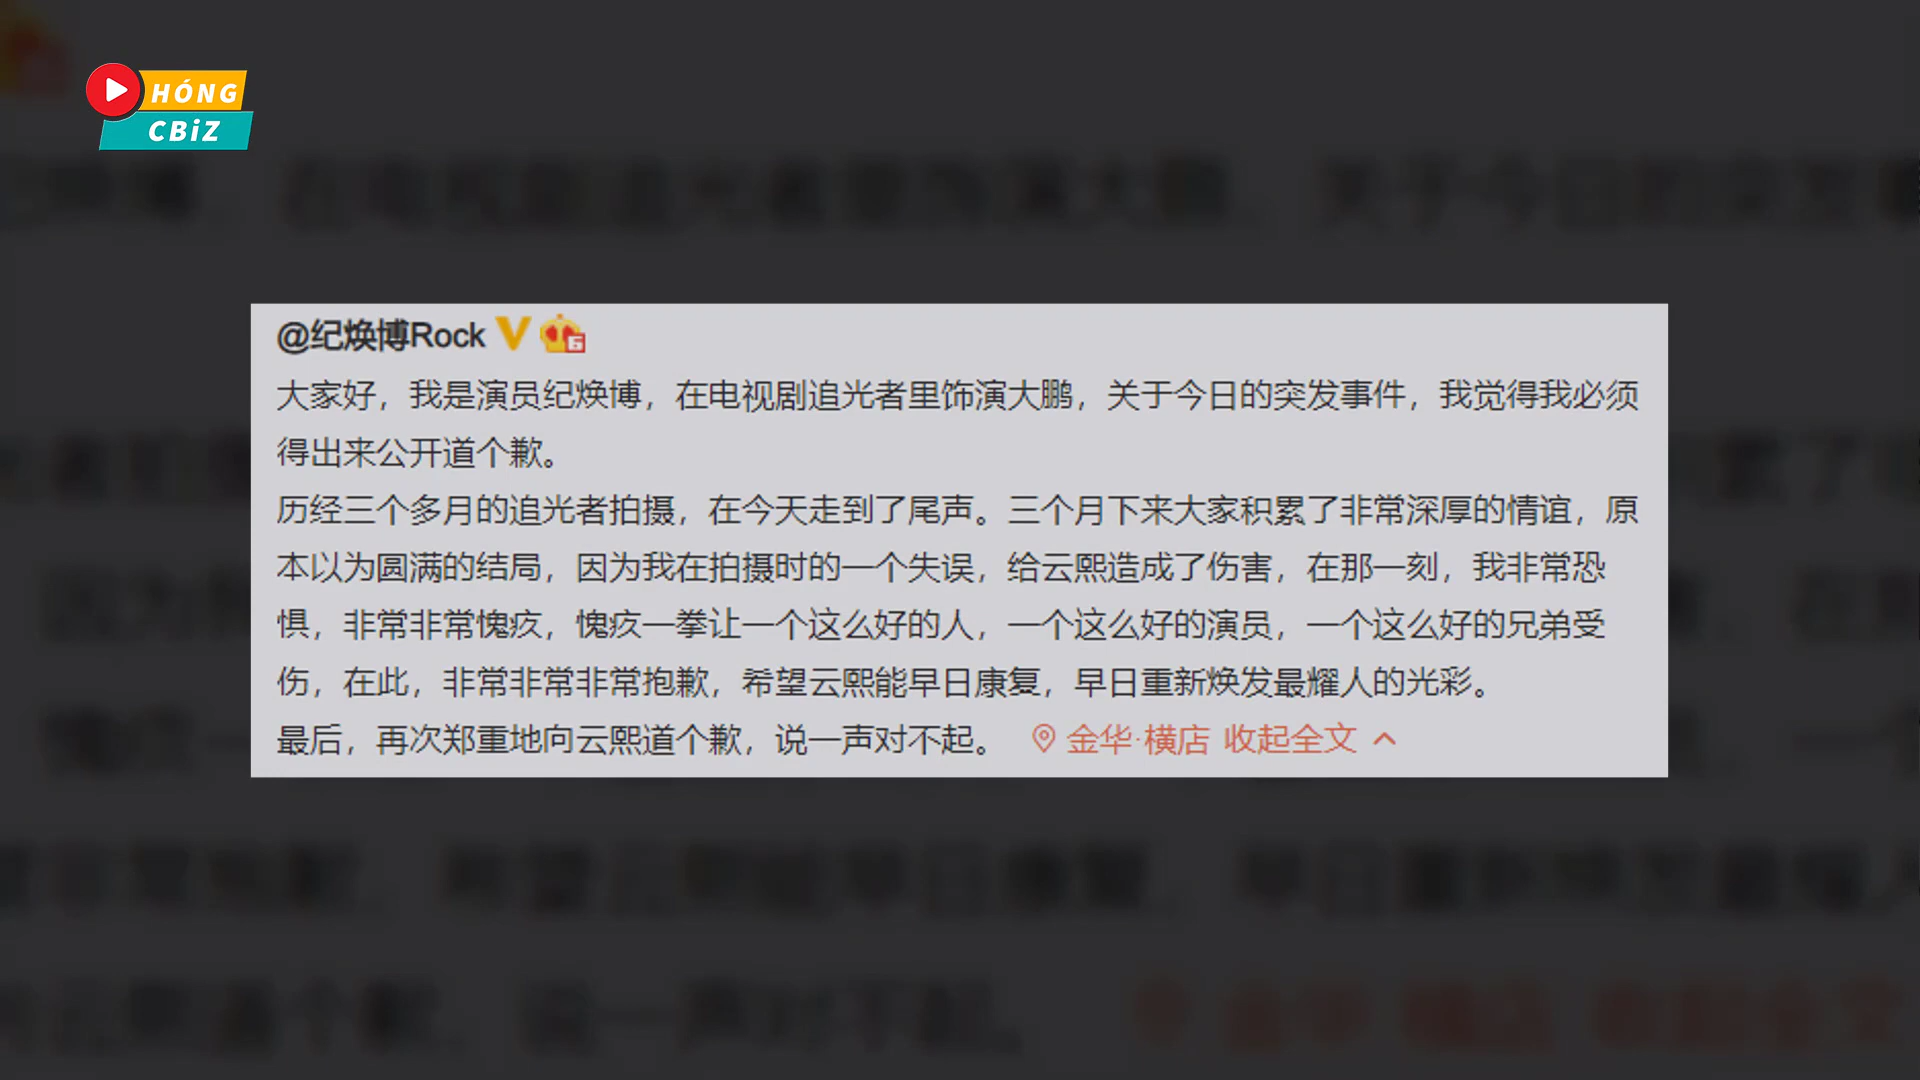 HÓNG
CBiZ
@纪焕博Rock
大家好，我是演员纪焕博，在电视剧追光者里饰演大鹏，关于今日的突发事件，我觉得我必须
得出来公开道个歉。
历经三个多月的追光者拍摄，在今天走到了尾声。三个月下来大家积累了非常深厚的情谊，原
本以为圆满的结局，因为我在拍摄时的一个失误，给云熙造成了伤害，在那一刻，我非常恐
惧，非常非常愧疚，愧疚一拳让一个这么好的人，一个这么好的演员，一个这么好的兄弟受
伤，在此，非常非常非常抱歉，希望云熙能早日康复，早日重新焕发最耀人的光彩。
最后，再次郑重地向云熙道个歉，说一声对不起。 金华·横店 收起全文